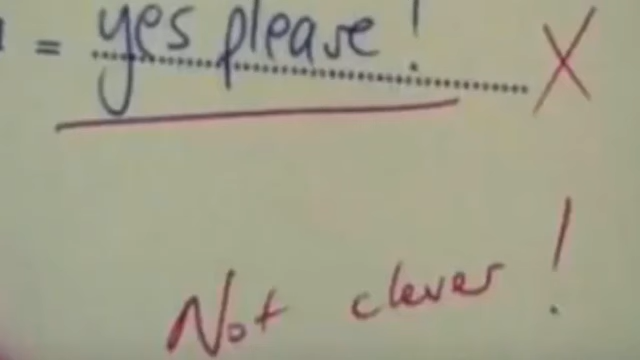 = yes please! X
Not clever!